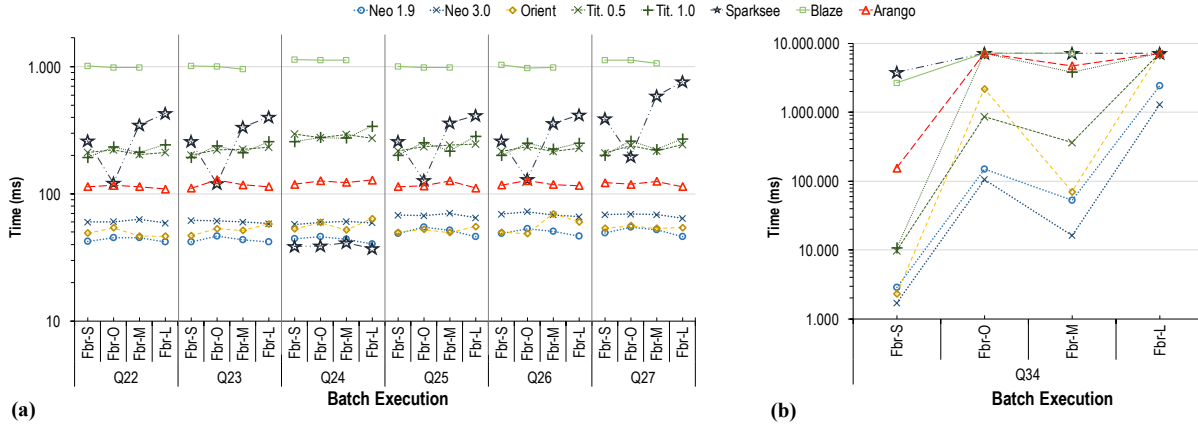 Neo 1.9 Neo 3.0 Orient Tit. 0.5 Tit. 1.0 Sparksee Blaze Arango
(a)
Time (ms)
1.000
100
10
Fbr-S Fbr-O Fbr-M Fbr-L Fbr-S Fbr-O Fbr-M Fbr-L Fbr-S Fbr-O Fbr-M Fbr-L Fbr-S Fbr-O Fbr-M Fbr-L Fbr-S Fbr-O Fbr-M Fbr-L Fbr-S Fbr-O Fbr-M Fbr-L
Q22 Q23 Q24 Q25 Q26 Q27
Batch Execution
(b)
Time (ms)
10.000.000
1.000.000
100.000
10.000
1.000
Fbr-S Fbr-O Fbr-M Fbr-L
Q34
Batch Execution